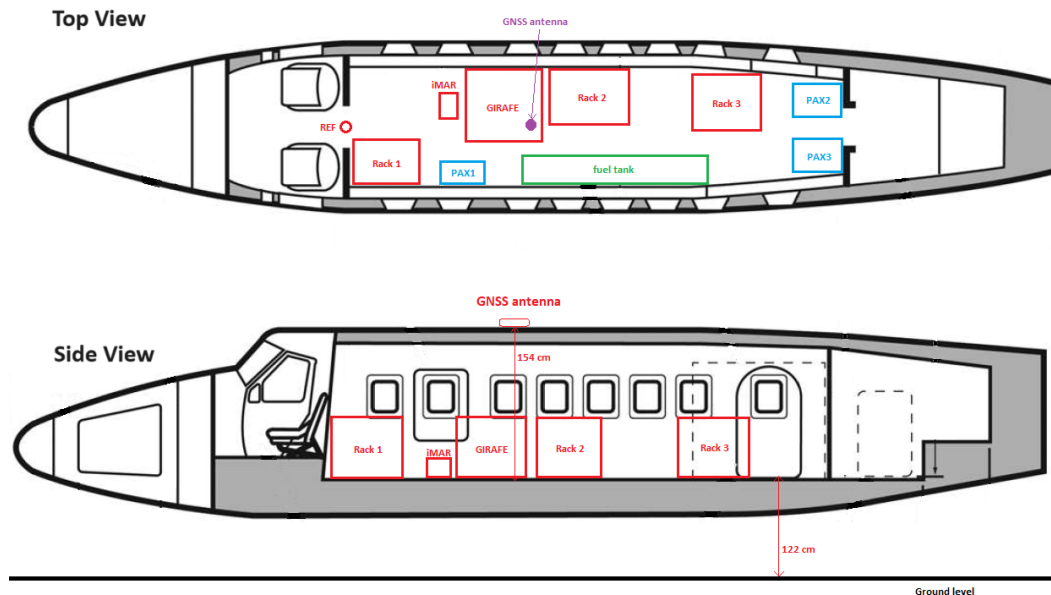 Top View
GNSS antenna
iMAR
GIRAFE
Rack 2
Rack 3
PAX2
REF
Rack 1
PAX1
fuel tank
PAX3
GNSS antenna
Side View
154 cm
Rack 1
iMAR
GIRAFE
Rack 2
Rack 3
122 cm
Ground level